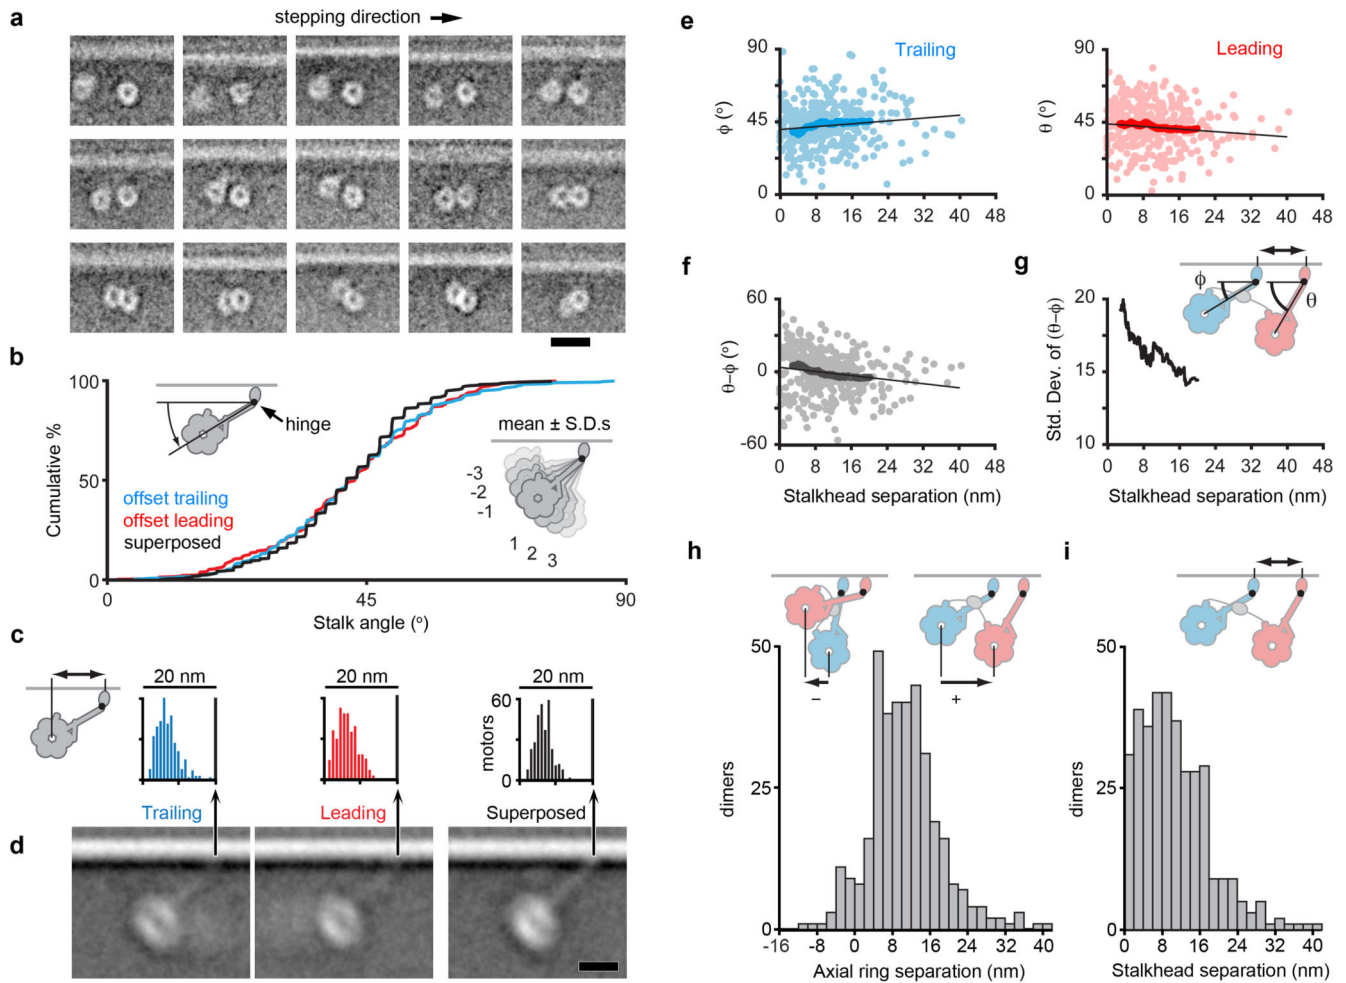 a
stepping direction
b
100
50
0
Cumulative %
hinge
offset trailing
offset leading
superposed
mean ± S.D.s
-3
-2
-1
1
2
3
0
45
90
Stalk angle (°)
c
20 nm
20 nm
20 nm
motors
60
0
Trailing
Leading
Superposed
d
e
90
45
0
ϕ (°)
Trailing
0
8
16
24
32
40
48
90
45
0
θ (°)
Leading
0
8
16
24
32
40
48
f
60
0
-60
θ–ϕ (°)
0
8
16
24
32
40
48
Stalkhead separation (nm)
g
ϕ
θ
20
15
10
Std. Dev. of (θ–ϕ)
0
8
16
24
32
40
48
Stalkhead separation (nm)
h
–
+
50
25
0
dimers
-16
-8
0
8
16
24
32
40
Axial ring separation (nm)
i
50
25
0
dimers
0
8
16
24
32
40
Stalkhead separation (nm)